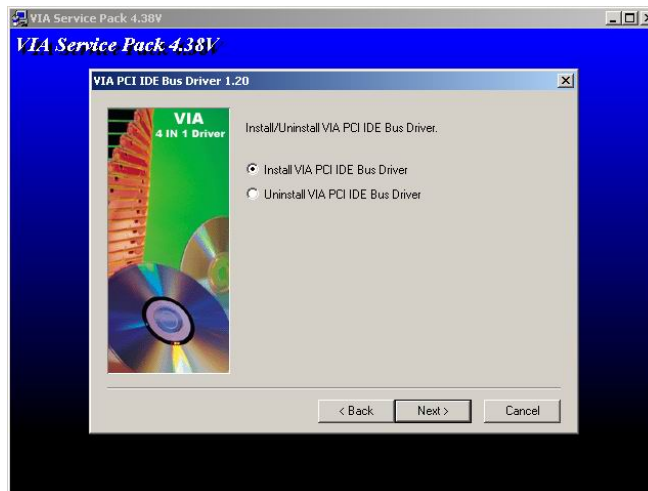 VIA Service Pack 4.38V
VIA Service Pack 4.38V
VIA PCI IDE Bus Driver 1.20
VIA
4 IN 1 Driver
Install/Uninstall VIA PCI IDE Bus Driver.
Install VIA PCI IDE Bus Driver
Uninstall VIA PCI IDE Bus Driver
< Back Next > Cancel